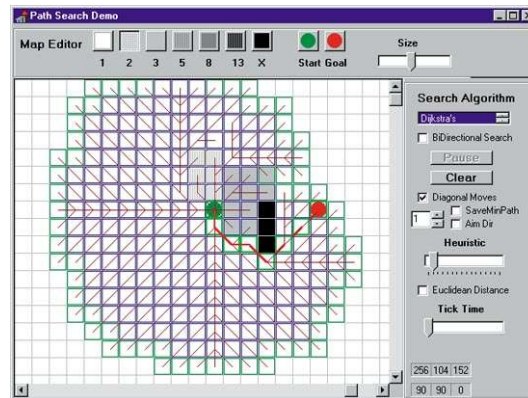 Path Search Demo
Map Editor
1 2 3 5 8 13 X
Start Goal
Size
Search Algorithm
Dijkstra's
BiDirectional Search
Pause
Clear
Diagonal Moves
1
SaveMinPath
Aim Dir
Heuristic
Euclidean Distance
Tick Time
256 104 152
90 90 0